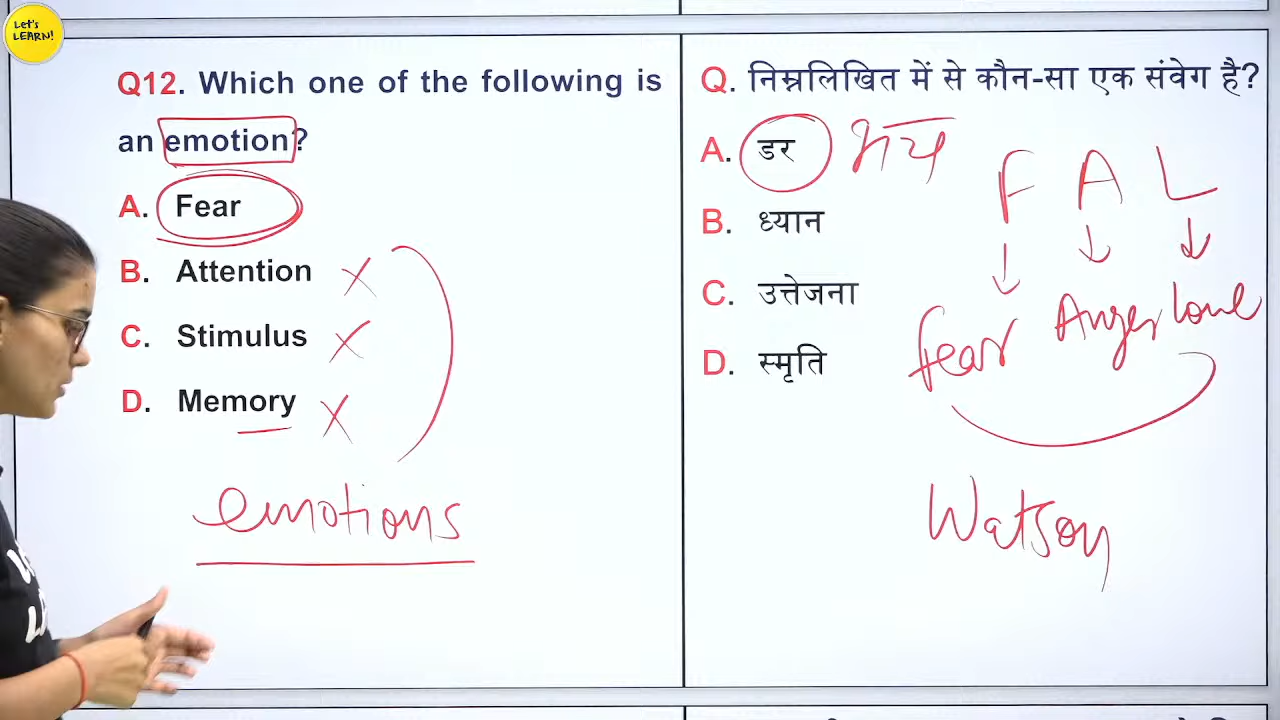 Let's
LEARN!
Q12. Which one of the following is
an emotion?
A. Fear
B. Attention
C. Stimulus
D. Memory
emotions
Q. निम्नलिखित में से कौन-सा एक संवेग है?
A. डर भय
B. ध्यान
C. उत्तेजना
D. स्मृति
F A L
fear Anger Love
Watson